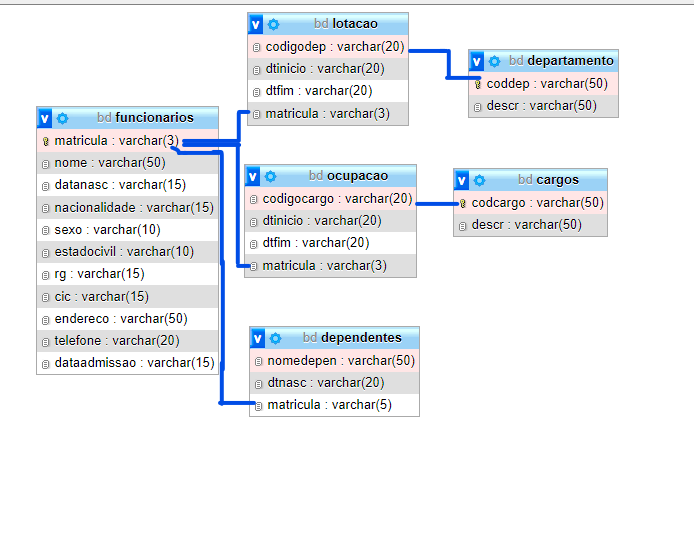 bd funcionarios
matricula : varchar(3)
nome : varchar(50)
datanasc : varchar(15)
nacionalidade : varchar(15)
sexo : varchar(10)
estadocivil : varchar(10)
rg : varchar(15)
cic : varchar(15)
endereco : varchar(50)
telefone : varchar(20)
dataadmissao : varchar(15)
bd lotacao
codigodep : varchar(20)
dtinicio : varchar(20)
dtfim : varchar(20)
matricula : varchar(3)
bd departamento
coddep : varchar(50)
descr : varchar(50)
bd ocupacao
codigocargo : varchar(20)
dtinicio : varchar(20)
dtfim : varchar(20)
matricula : varchar(3)
bd cargos
codcargo : varchar(50)
descr : varchar(50)
bd dependentes
nomedepen : varchar(50)
dtnasc : varchar(20)
matricula : varchar(5)